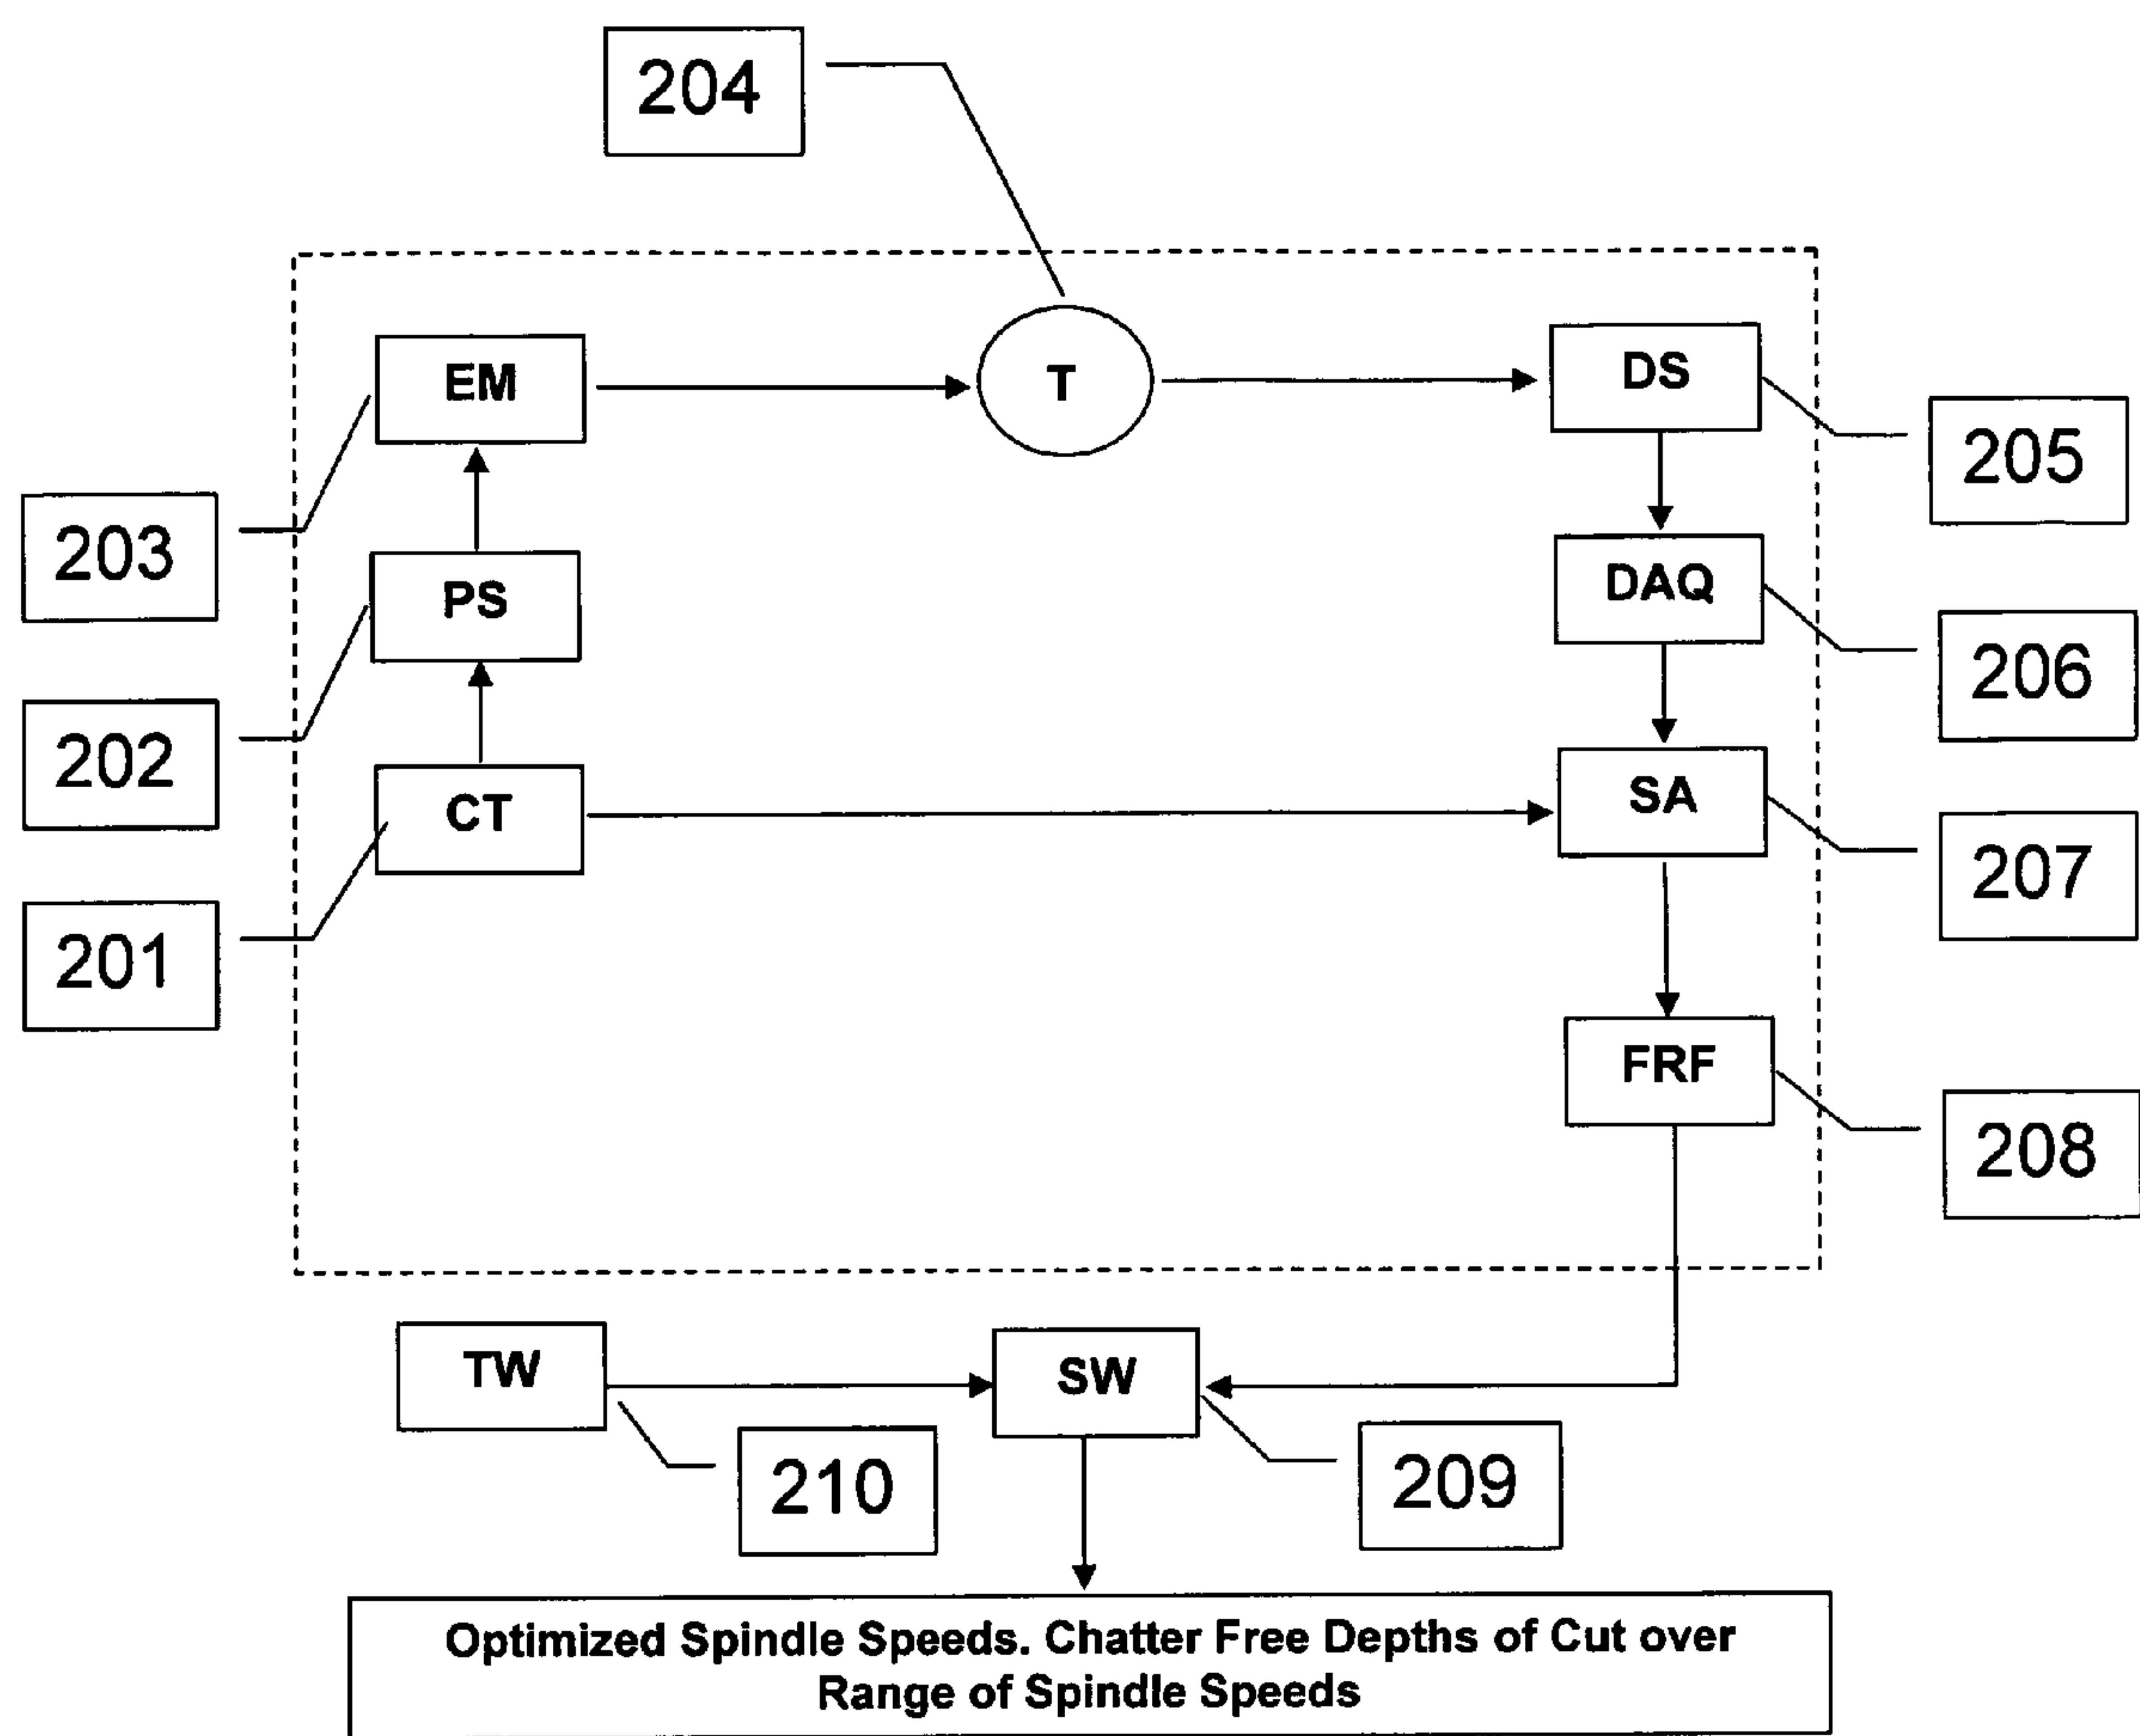 204
EM
T
DS
205
203
PS
DAQ
206
202
CT
SA
207
201
FRF
208
TW
SW
210
209
Optimized Spindle Speeds. Chatter Free Depths of Cut over
Range of Spindle Speeds